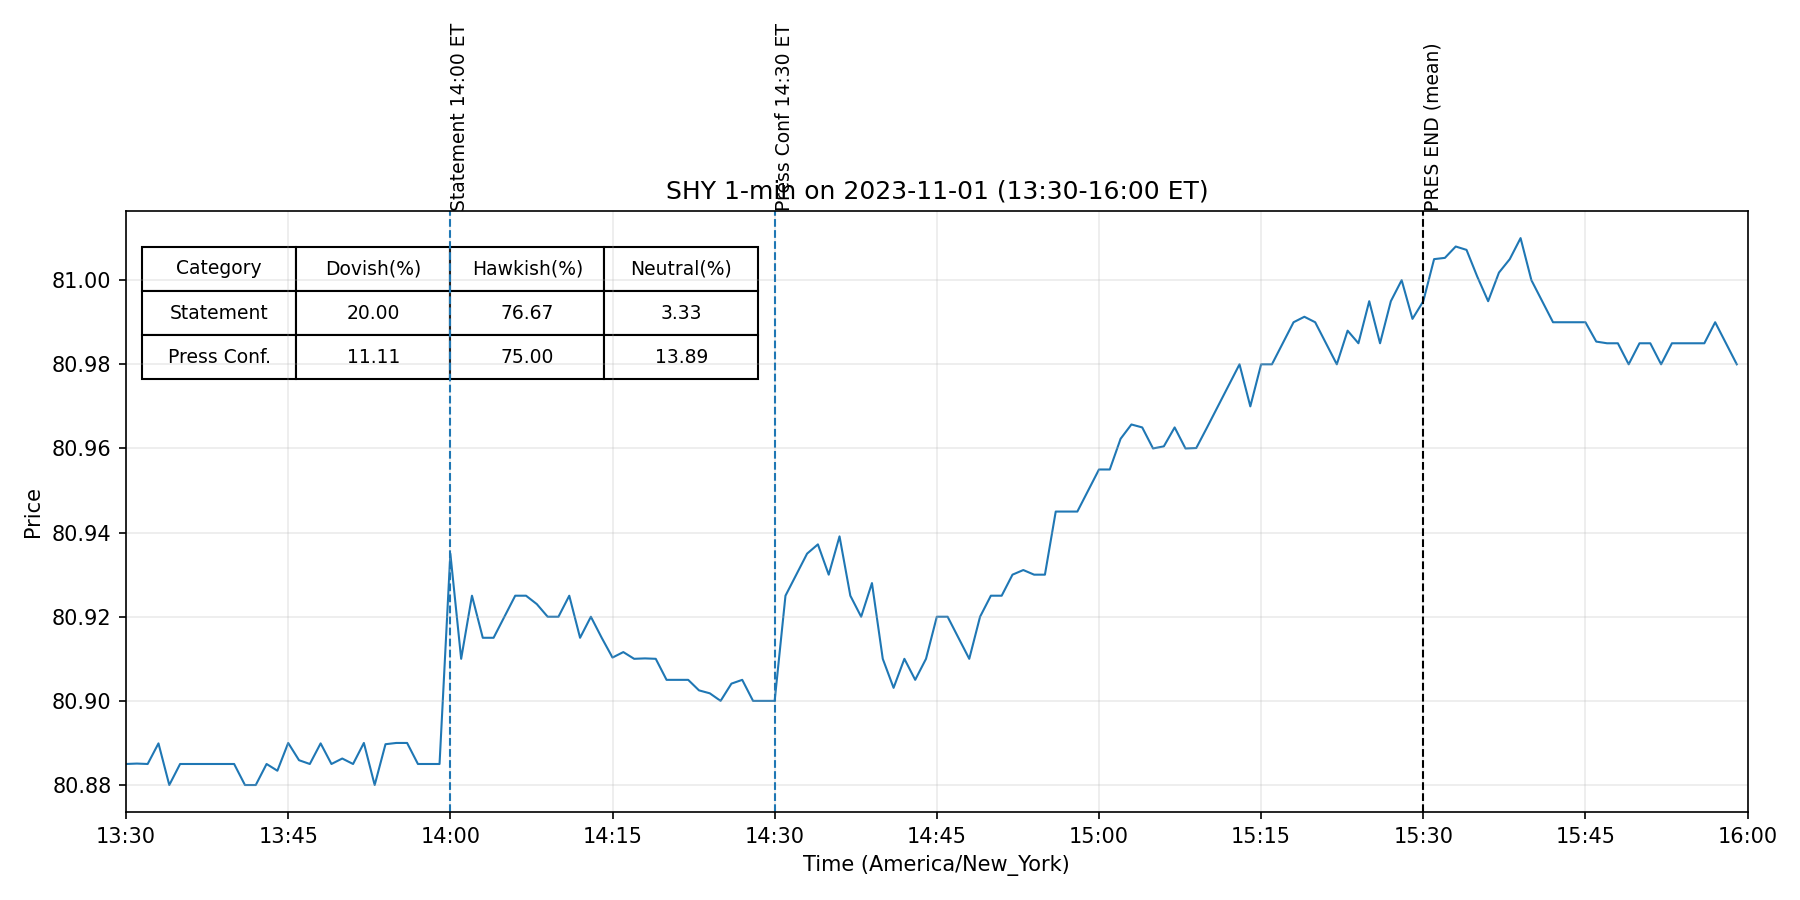 Statement 14:00 ET
Press Conf 14:30 ET
PRES END (mean)
SHY 1-min on 2023-11-01 (13:30-16:00 ET)
Category Dovish(%) Hawkish(%) Neutral(%)
Statement 20.00 76.67 3.33
Press Conf. 11.11 75.00 13.89
Price
81.00
80.98
80.96
80.94
80.92
80.90
80.88
13:30 13:45 14:00 14:15 14:30 14:45 15:00 15:15 15:30 15:45 16:00
Time (America/New_York)